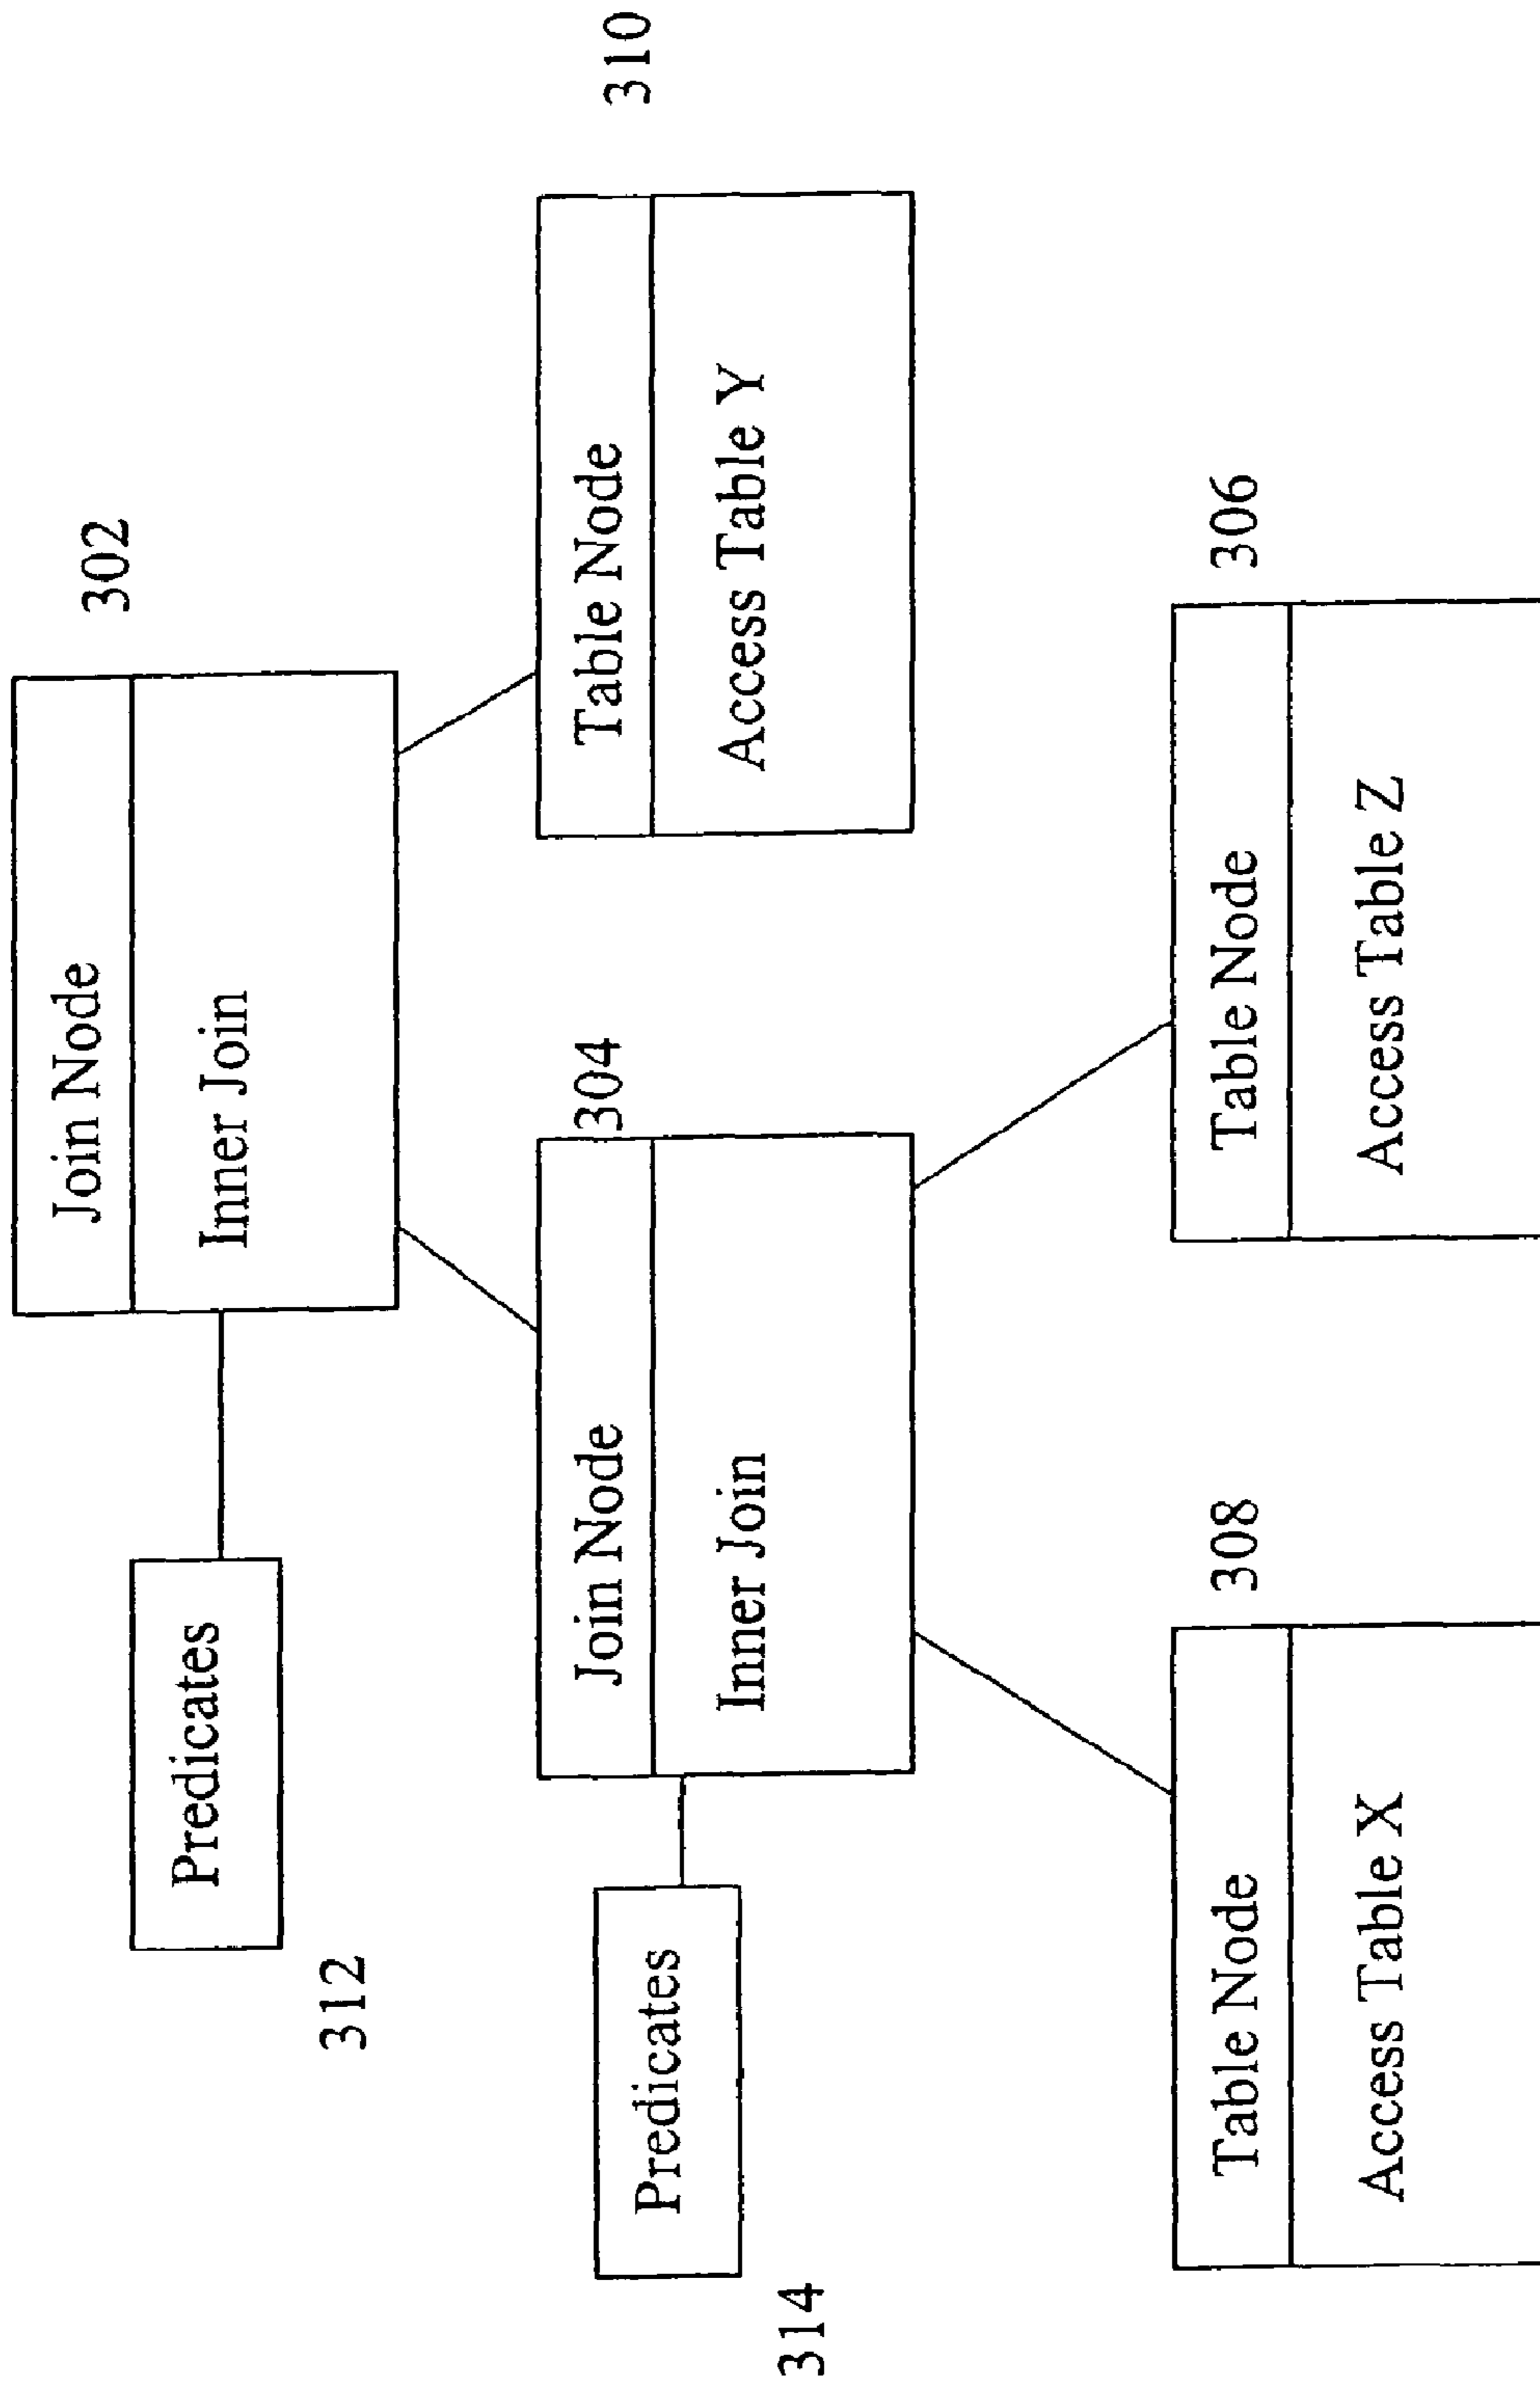 302
Join Node
Inner Join
Predicates
312
304
Join Node
Inner Join
Predicates
314
310
Table Node
Access Table Y
308
Table Node
Access Table X
306
Table Node
Access Table Z